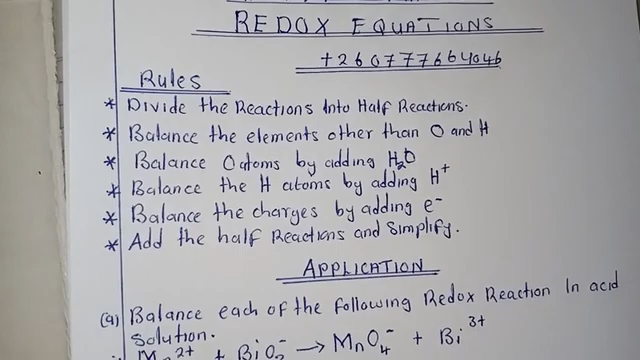 REDOX EQUATIONS
+260777664046
Rules
* Divide the Reactions Into Half Reactions.
* Balance the elements other than O and H
* Balance O atoms by adding H₂O
* Balance the H atoms by adding H⁺
* Balance the charges by adding e⁻
* Add the half Reactions and Simplify.
APPLICATION
(a) Balance each of the following Redox Reaction In acid
Solution.
Mn²⁺ + BiO₃⁻ → MnO₄⁻ + Bi³⁺